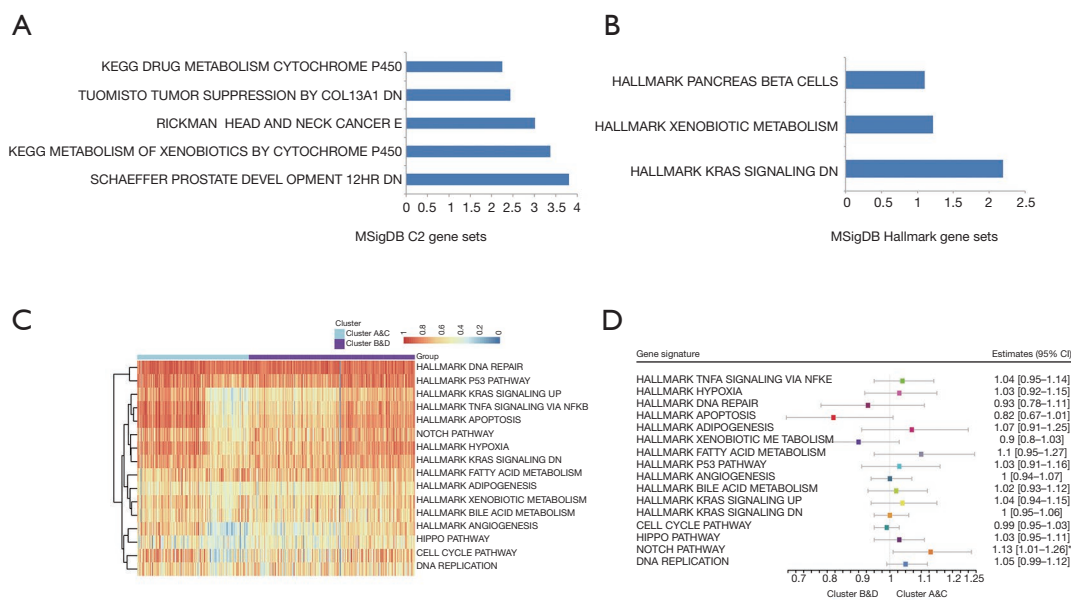 A
KEGG DRUG METABOLISM CYTOCHROME P450
TUOMISTO TUMOR SUPPRESSION BY COL13A1 DN
RICKMAN HEAD AND NECK CANCER E
KEGG METABOLISM OF XENOBIOTICS BY CYTOCHROME P450
SCHAEFFER PROSTATE DEVEL OPMENT 12HR DN
0 0.5 1 1.5 2 2.5 3 3.5 4
MSigDB C2 gene sets
B
HALLMARK PANCREAS BETA CELLS
HALLMARK XENOBIOTIC METABOLISM
HALLMARK KRAS SIGNALING DN
0 0.5 1 1.5 2 2.5
MSigDB Hallmark gene sets
C
Cluster
Cluster A&C
Cluster B&D
1 0.8 0.6 0.4 0.2 0
Group
HALLMARK DNA REPAIR
HALLMARK P53 PATHWAY
HALLMARK KRAS SIGNALING UP
HALLMARK TNFA SIGNALING VIA NFKB
HALLMARK APOPTOSIS
NOTCH PATHWAY
HALLMARK HYPOXIA
HALLMARK KRAS SIGNALING DN
HALLMARK FATTY ACID METABOLISM
HALLMARK ADIPOGENESIS
HALLMARK XENOBIOTIC METABOLISM
HALLMARK BILE ACID METABOLISM
HALLMARK ANGIOGENESIS
HIPPO PATHWAY
CELL CYCLE PATHWAY
DNA REPLICATION
D
Gene signature Estimates (95% CI)
HALLMARK TNFA SIGNALING VIA NFKE 1.04 [0.95–1.14]
HALLMARK HYPOXIA 1.03 [0.92–1.15]
HALLMARK DNA REPAIR 0.93 [0.78–1.11]
HALLMARK APOPTOSIS 0.82 [0.67–1.01]
HALLMARK ADIPOGENESIS 1.07 [0.91–1.25]
HALLMARK XENOBIOTIC ME TABOLISM 0.9 [0.8–1.03]
HALLMARK FATTY ACID METABOLISM 1.1 [0.95–1.27]
HALLMARK P53 PATHWAY 1.03 [0.91–1.16]
HALLMARK ANGIOGENESIS 1 [0.94–1.07]
HALLMARK BILE ACID METABOLISM 1.02 [0.93–1.12]
HALLMARK KRAS SIGNALING UP 1.04 [0.94–1.15]
HALLMARK KRAS SIGNALING DN 1 [0.95–1.06]
CELL CYCLE PATHWAY 0.99 [0.95–1.03]
HIPPO PATHWAY 1.03 [0.95–1.11]
NOTCH PATHWAY 1.13 [1.01–1.26]*
DNA REPLICATION 1.05 [0.99–1.12]
0.7 0.8 0.9 1 1.1 1.2 1.25
Cluster B&D Cluster A&C